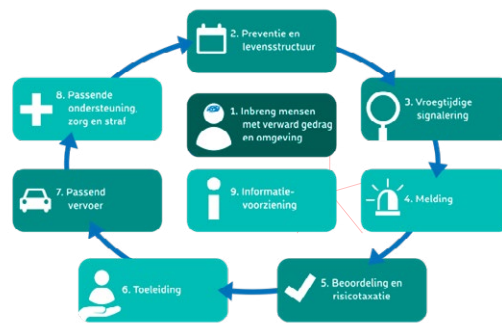 2. Preventie en
levensstructuur
8. Passende
ondersteuning,
zorg en straf
3. Vroegtijdige
signalering
1. Inbreng mensen
met verward gedrag
en omgeving
7. Passend
vervoer
9. Informatie-
voorziening
4. Melding
6. Toeleiding
5. Beoordeling en
risicotaxatie